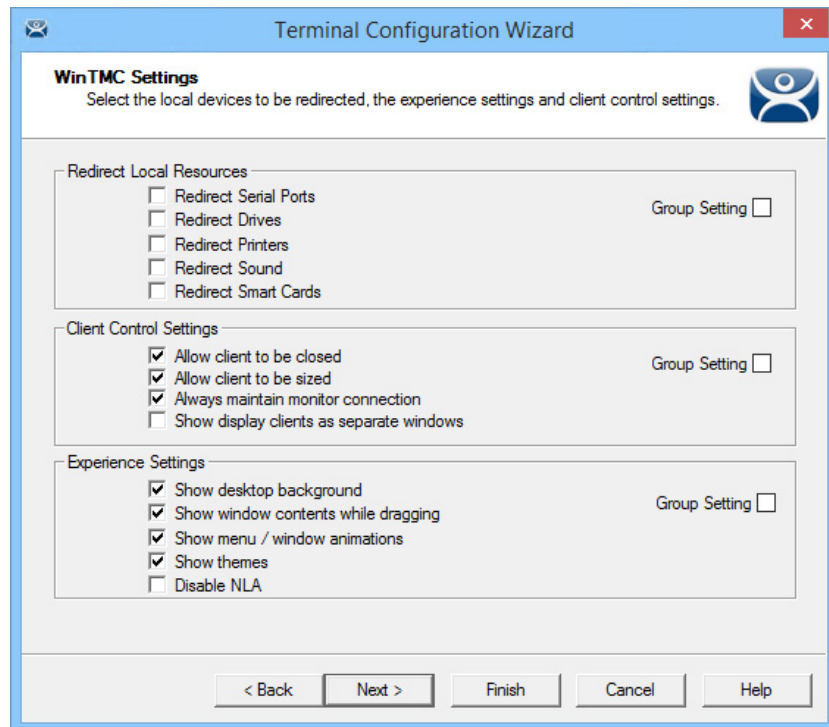 Terminal Configuration Wizard
WinTMC Settings
Select the local devices to be redirected, the experience settings and client control settings.
Redirect Local Resources
Redirect Serial Ports
Group Setting
Redirect Drives
Redirect Printers
Redirect Sound
Redirect Smart Cards
Client Control Settings
Allow client to be closed
Group Setting
Allow client to be sized
Always maintain monitor connection
Show display clients as separate windows
Experience Settings
Show desktop background
Group Setting
Show window contents while dragging
Show menu / window animations
Show themes
Disable NLA
< Back Next > Finish Cancel Help